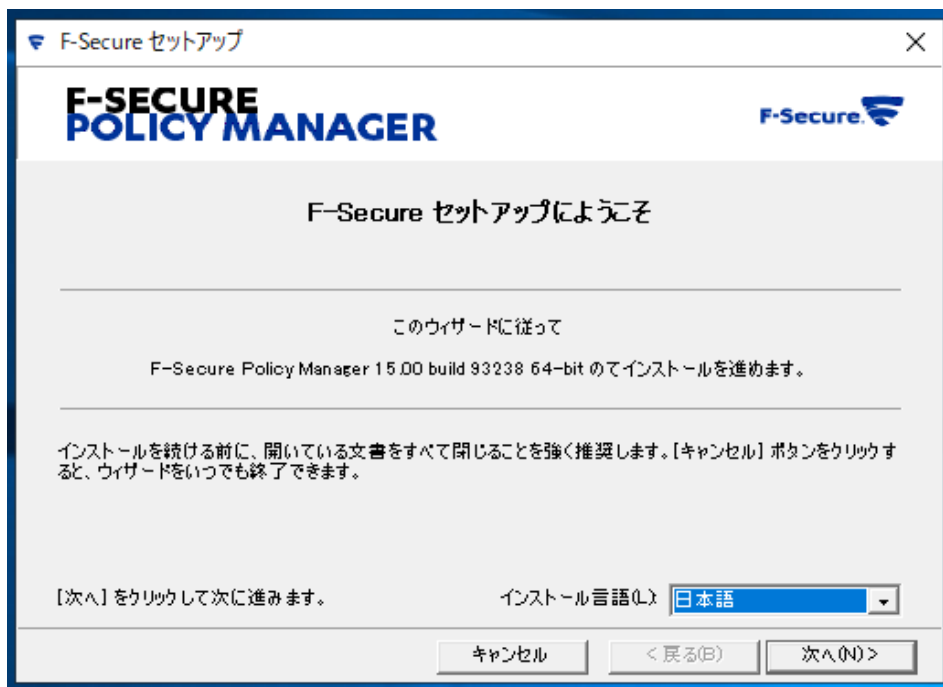 F-Secure セットアップ
F-SECURE
POLICY MANAGER
F-Secure.
F-Secure セットアップにようこそ
このウィザードに従って
F-Secure Policy Manager 15.00 build 93238 64-bit のてインストールを進めます。
インストールを続ける前に、開いている文書をすべて閉じることを強く推奨します。[キャンセル] ボタンをクリックす
ると、ウィザードをいつでも終了できます。
[次へ] をクリックして次に進みます。
インストール言語(L):
日本語
キャンセル
< 戻る(B)
次へ(N) >